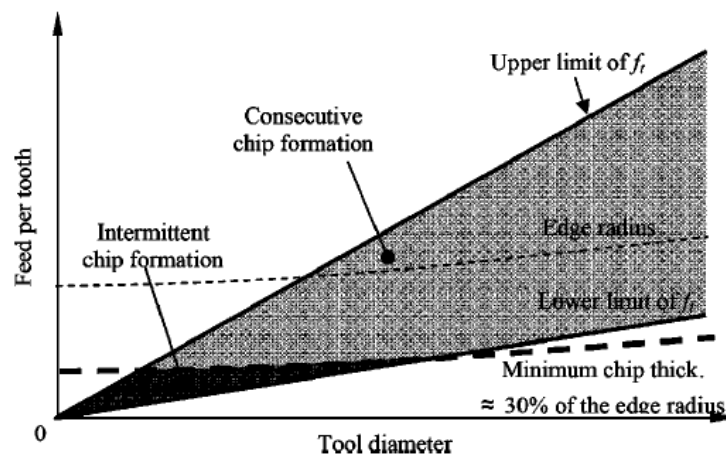 Upper limit of fₜ
Consecutive
chip formation
Feed per tooth
Intermittent
chip formation
Edge radius
Lower limit of fₜ
Minimum chip thick.
≈ 30% of the edge radius
0
Tool diameter